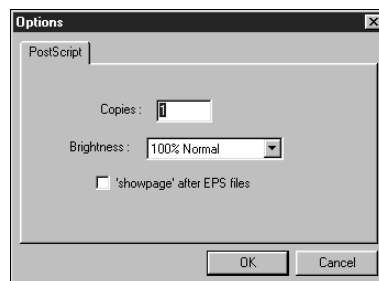 Options
PostScript
Copies : 1
Brightness : 100% Normal
'showpage' after EPS files
OK Cancel